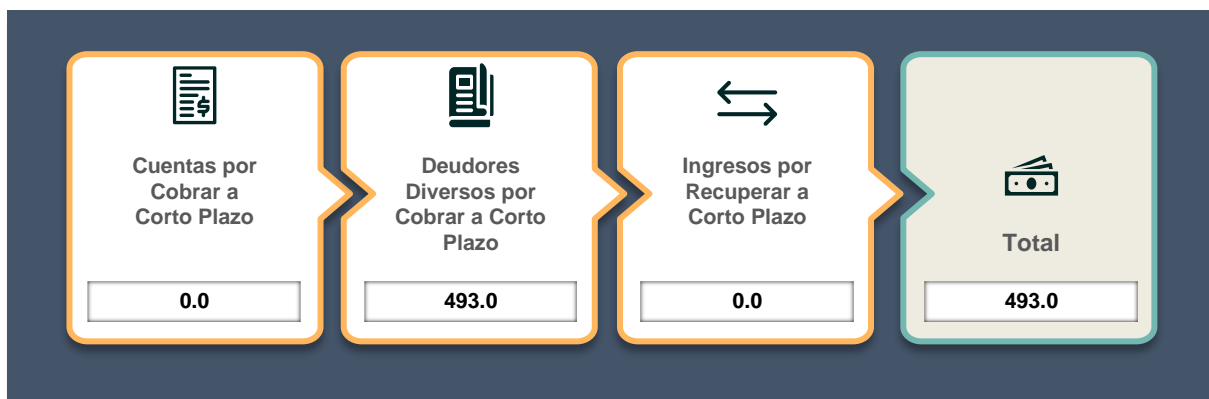 Cuentas por
Cobrar a
Corto Plazo
0.0
Deudores
Diversos por
Cobrar a Corto
Plazo
493.0
Ingresos por
Recuperar a
Corto Plazo
0.0
Total
493.0